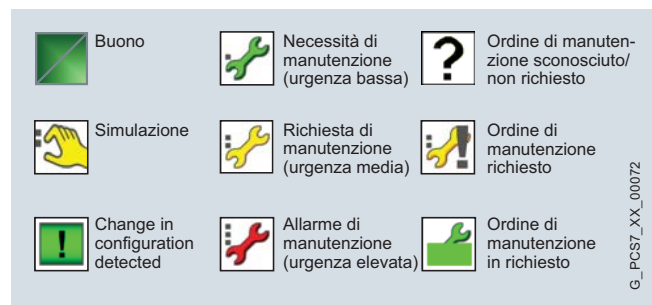 Buono
Necessità di
manutenzione
(urgenza bassa)
?
Ordine di manuten-
zione sconosciuto/
non richiesto
Simulazione
Richiesta di
manutenzione
(urgenza media)
!
Ordine di
manutenzione
richiesto
!
Change in
configuration
detected
Allarme di
manutenzione
(urgenza elevata)
Ordine di
manutenzione
in richiesto
G_PCS7_XX_00072